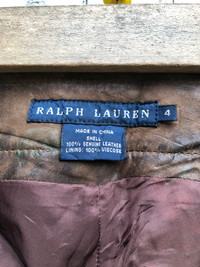 RALPH LAUREN 4
MADE IN CHINA
SHELL
100% GENUINE LEATHER
LINING: 100% VISCOSE